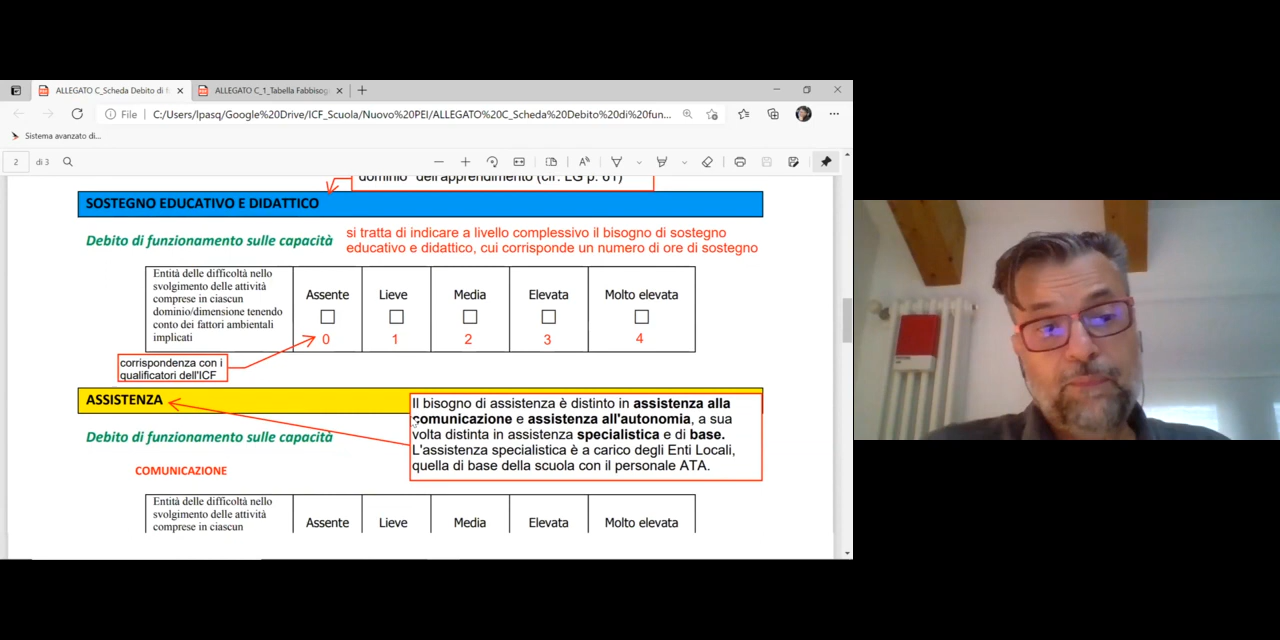 ALLEGATO C_Scheda Debito di f
ALLEGATO C_1_Tabella Fabbisog
File
C:/Users/lpasq/Google%20Drive/ICF_Scuola/Nuovo%20PEI/ALLEGATO%20C_Scheda%20Debito%20di%20fun...
Sistema avanzato di...
2
di 3
dominio" dell'apprendimento (cfr. LG p. 61)
SOSTEGNO EDUCATIVO E DIDATTICO
Debito di funzionamento sulle capacità
si tratta di indicare a livello complessivo il bisogno di sostegno
educativo e didattico, cui corrisponde un numero di ore di sostegno
Entità delle difficoltà nello
svolgimento delle attività
comprese in ciascun
dominio/dimensione tenendo
conto dei fattori ambientali
implicati
Assente
Lieve
Media
Elevata
Molto elevata
0
1
2
3
4
corrispondenza con i
qualificatori dell'ICF
ASSISTENZA
Il bisogno di assistenza è distinto in assistenza alla
comunicazione e assistenza all'autonomia, a sua
volta distinta in assistenza specialistica e di base.
L'assistenza specialistica è a carico degli Enti Locali,
quella di base della scuola con il personale ATA.
Debito di funzionamento sulle capacità
COMUNICAZIONE
Entità delle difficoltà nello
svolgimento delle attività
comprese in ciascun
Assente
Lieve
Media
Elevata
Molto elevata